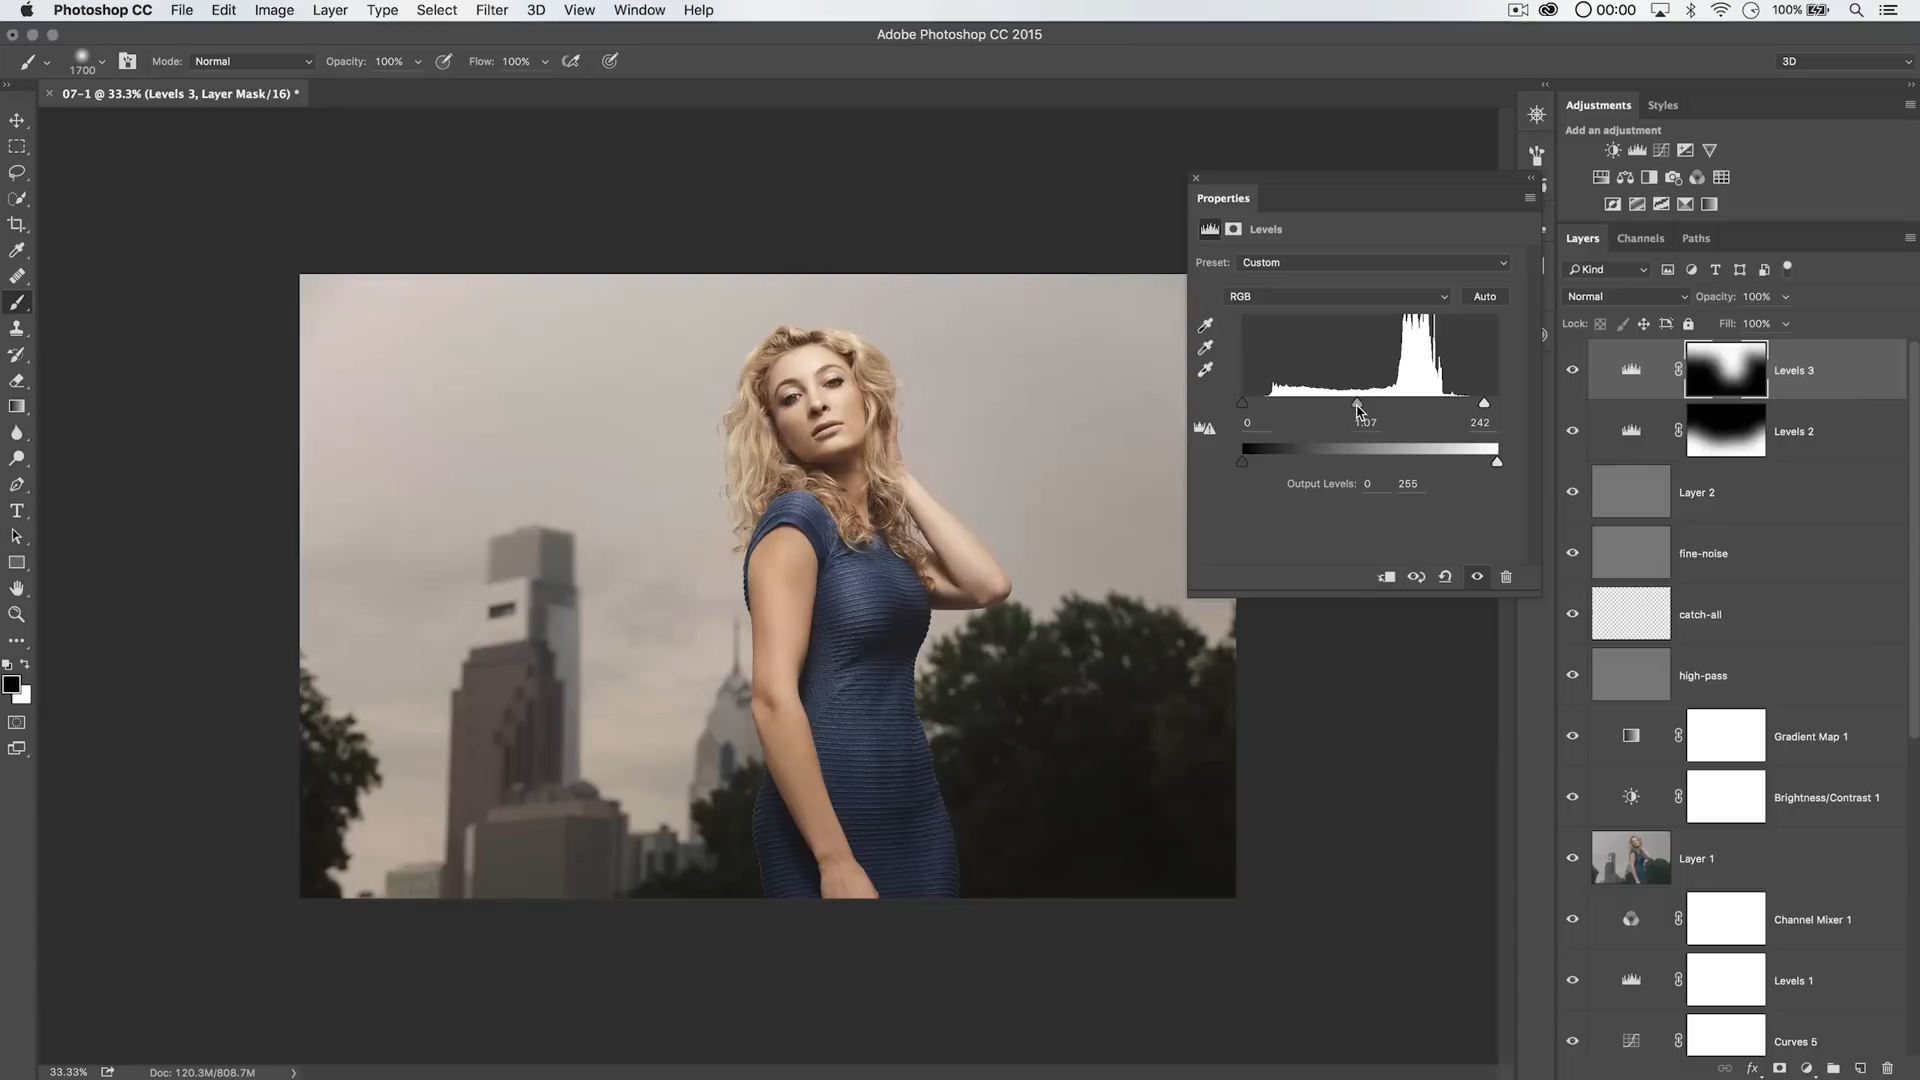 Photoshop CC File Edit Image Layer Type Select Filter 3D View Window Help 00:00 100%
Adobe Photoshop CC 2015
1700 Mode: Normal Opacity: 100% Flow: 100% 3D
07-1 @ 33.3% (Levels 3, Layer Mask/16) *
Adjustments Styles
Add an adjustment
Properties
Levels
Preset: Custom
RGB Auto
0 1.07 242
Output Levels: 0 255
Layers Channels Paths
Kind
Normal Opacity: 100%
Lock: Fill: 100%
Levels 3
Levels 2
Layer 2
fine-noise
catch-all
high-pass
Gradient Map 1
Brightness/Contrast 1
Layer 1
Channel Mixer 1
Levels 1
Curves 5
33.33% Doc: 120.3M/808.7M